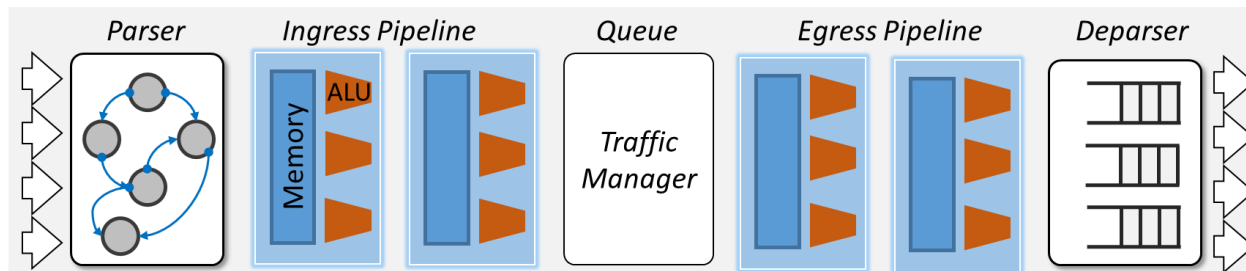 Parser
Ingress Pipeline
Queue
Egress Pipeline
Deparser
Memory
ALU
Traffic
Manager